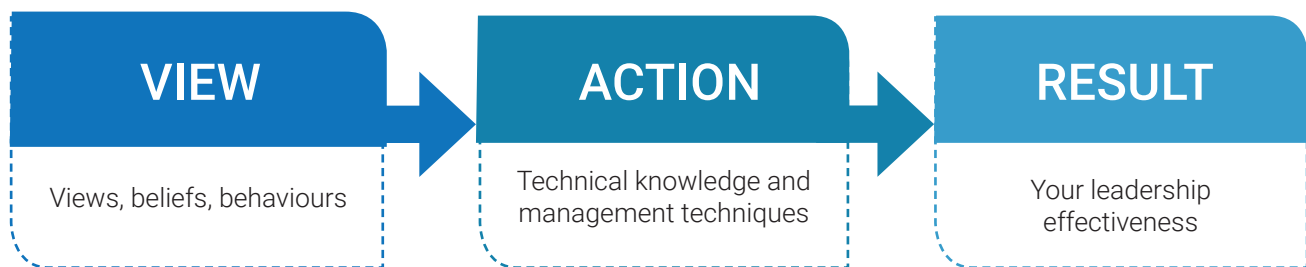 VIEW
Views, beliefs, behaviours
ACTION
Technical knowledge and
management techniques
RESULT
Your leadership
effectiveness